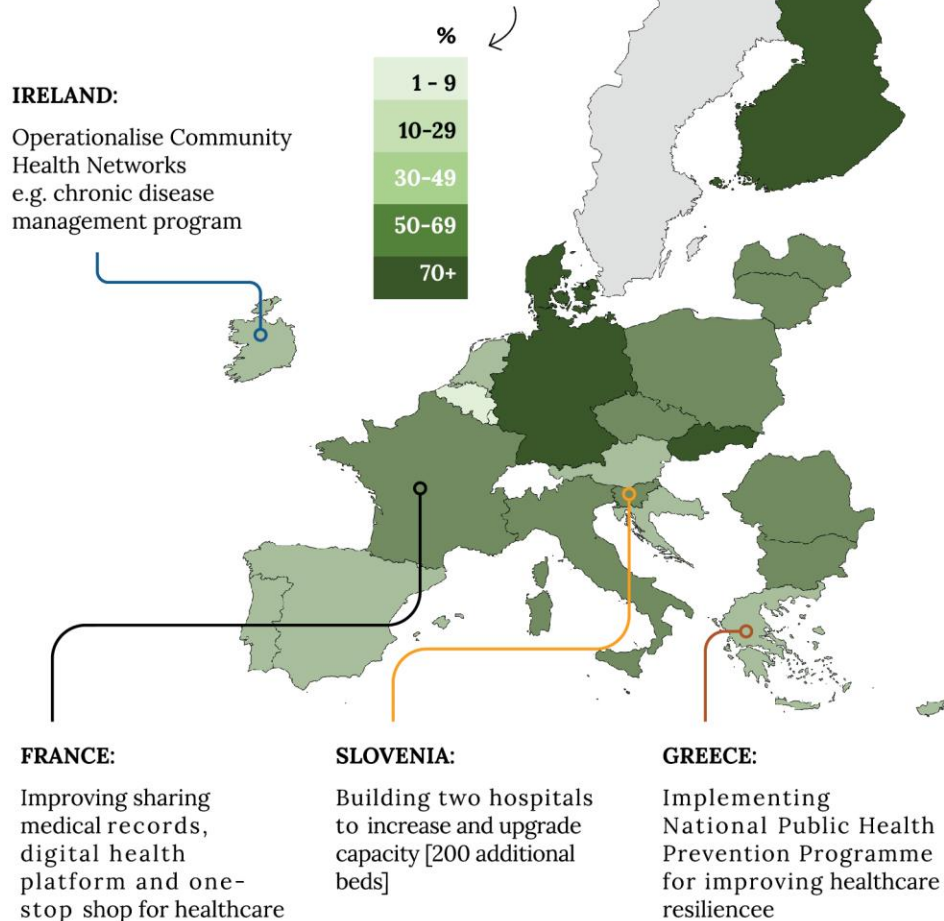 %
1 - 9
10-29
30-49
50-69
70+
IRELAND:
Operationalise Community
Health Networks
e.g. chronic disease
management program
FRANCE:
Improving sharing
medical records,
digital health
platform and one-
stop shop for healthcare
SLOVENIA:
Building two hospitals
to increase and upgrade
capacity [200 additional
beds]
GREECE:
Implementing
National Public Health
Prevention Programme
for improving healthcare
resiliencee